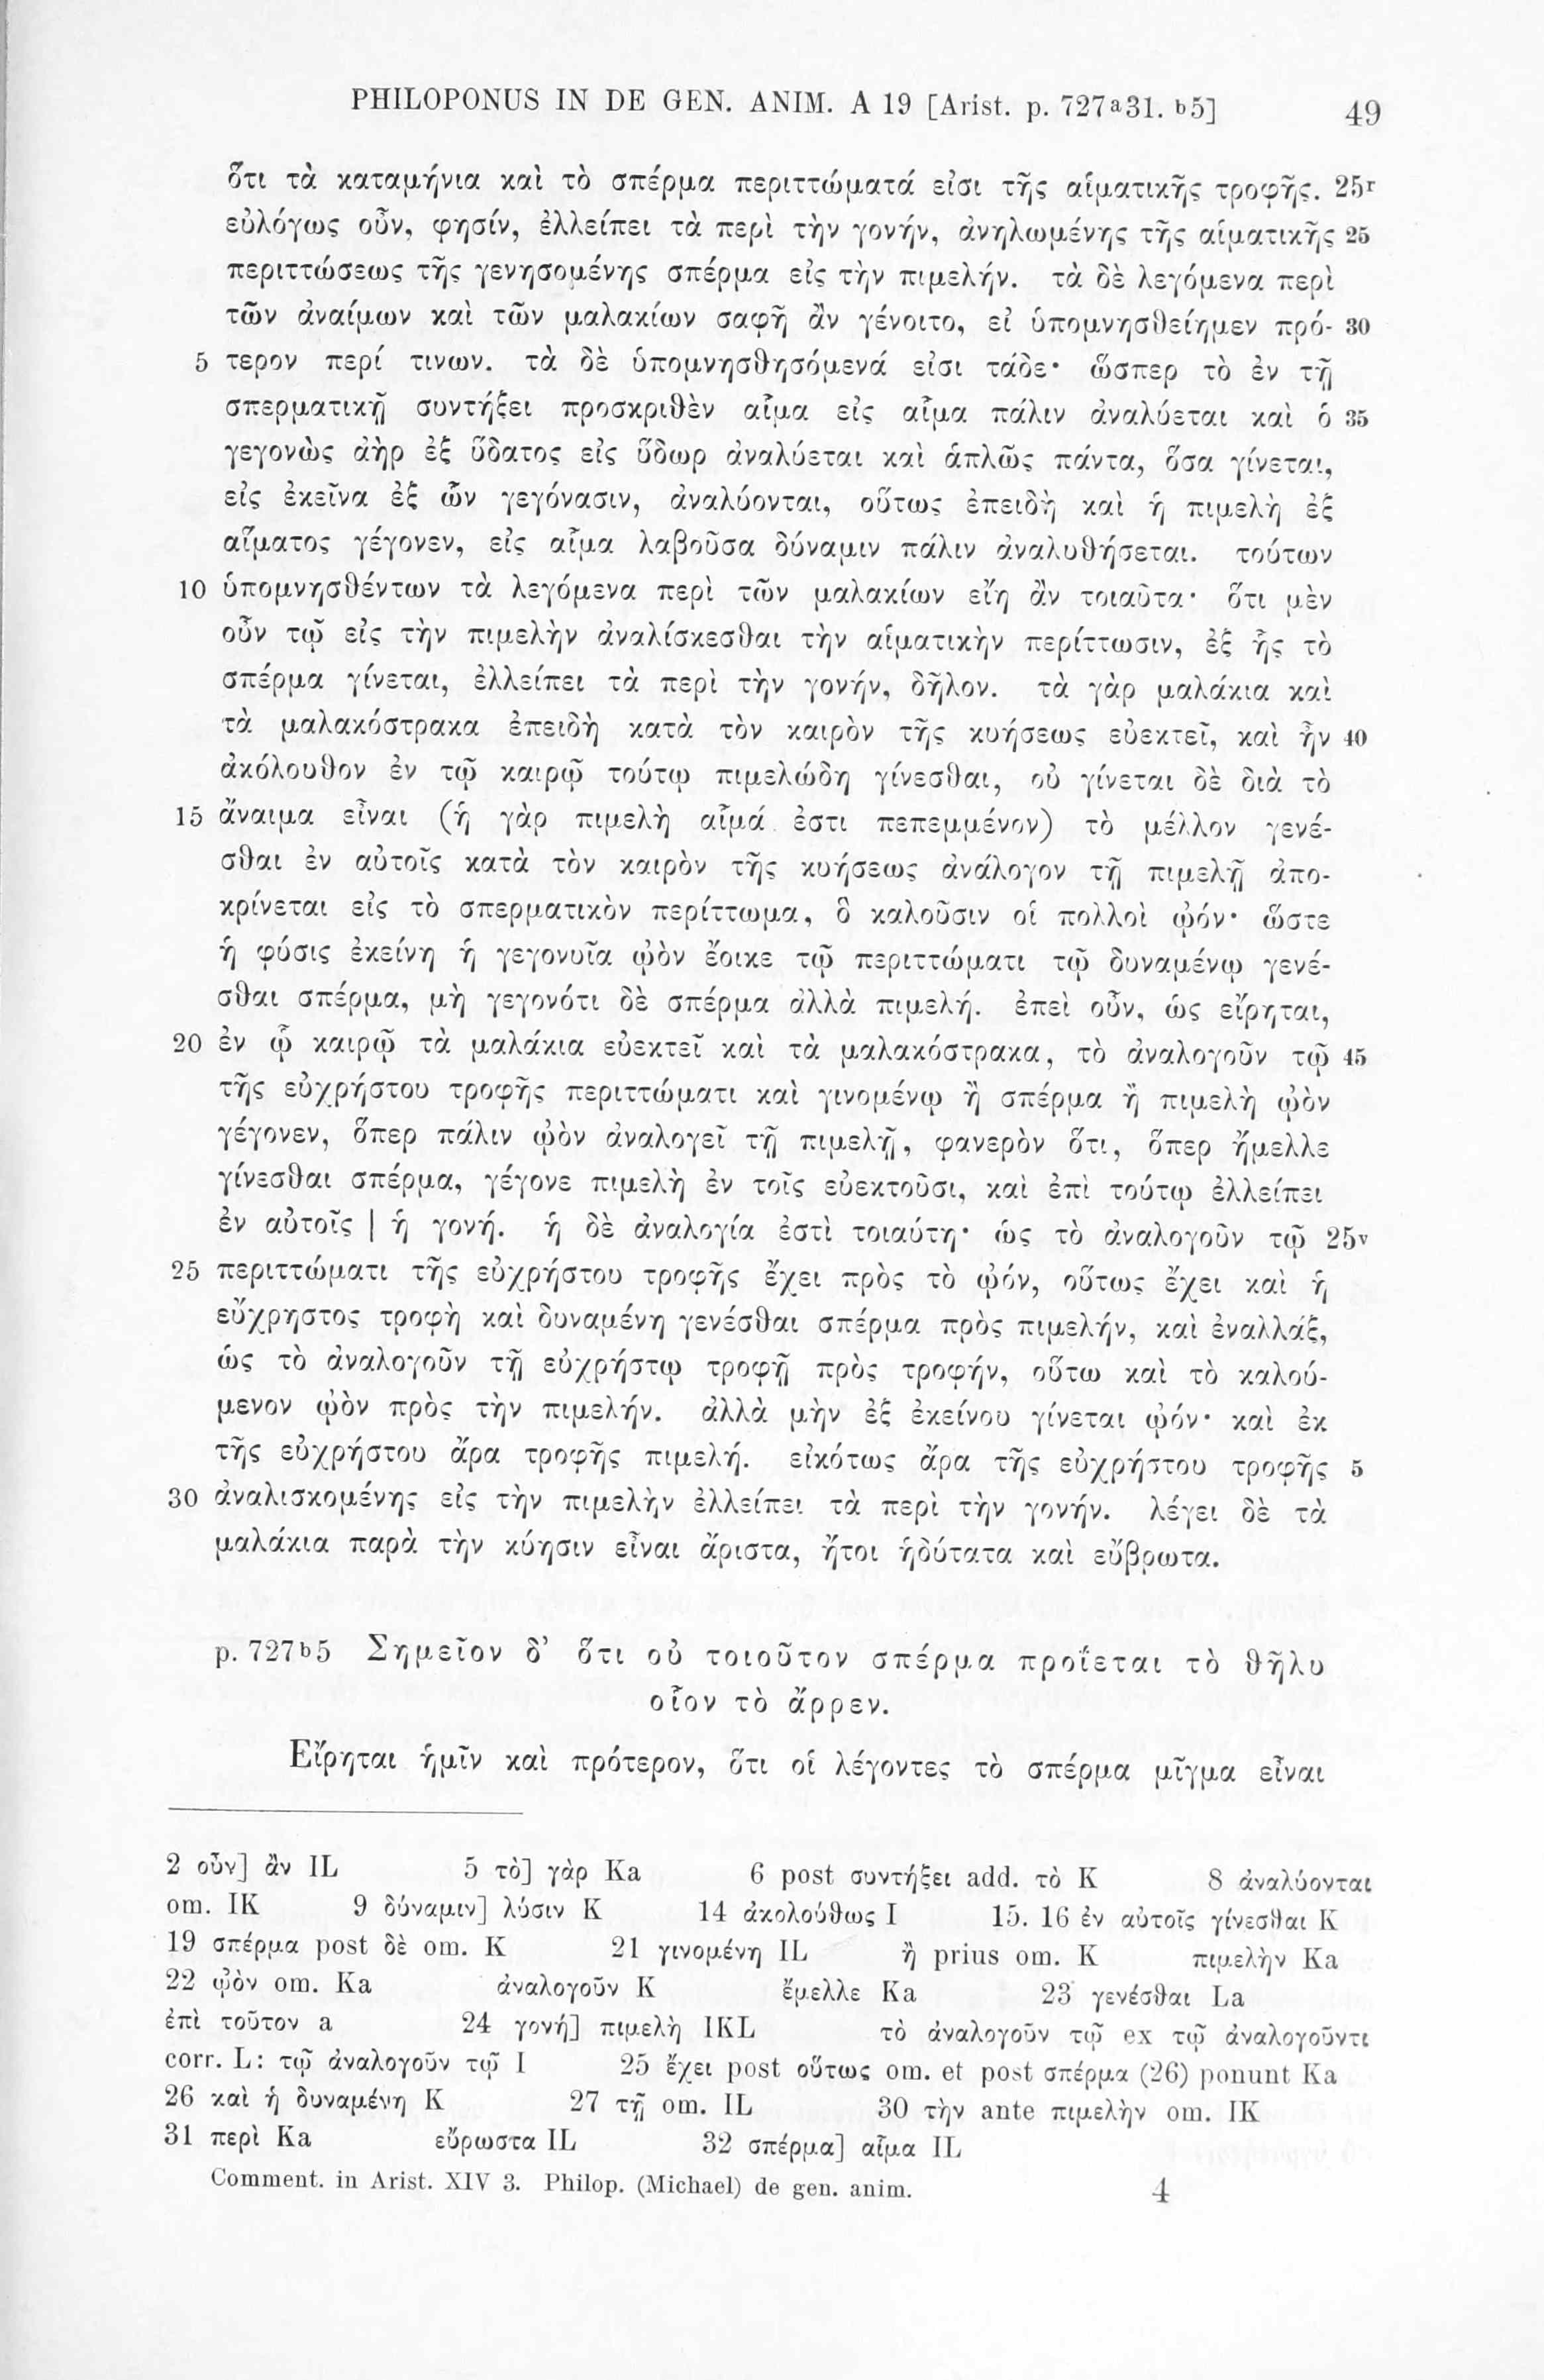 PHILOPONUS IN DE GEN. ANIM. A 19 [Arist. p. 727a31. b5] 49
ὅτι τὰ καταμήνια καὶ τὸ σπέρμα περιττώματά εἰσι τῆς αἱματικῆς τροφῆς. 25r
εὐλόγως οὖν, φησίν, ἐλλείπει τὰ περὶ τὴν γονήν, ἀνηλωμένης τῆς αἱματικῆς 25
περιττώσεως τῆς γενησομένης σπέρμα εἰς τὴν πιμελήν. τὰ δὲ λεγόμενα περὶ
τῶν ἀναίμων καὶ τῶν μαλακίων σαφῆ ἂν γένοιτο, εἰ ὑπομνησθείημεν πρό- 30
5 τερον περί τινων. τὰ δὲ ὑπομνησθησόμενά εἰσι τάδε· ὥσπερ τὸ ἐν τῇ
σπερματικῇ συντήξει προσκριθὲν αἷμα εἰς αἷμα πάλιν ἀναλύεται καὶ ὁ 35
γεγονὼς ἀὴρ ἐξ ὕδατος εἰς ὕδωρ ἀναλύεται καὶ ἁπλῶς πάντα, ὅσα γίνεται,
εἰς ἐκεῖνα ἐξ ὧν γεγόνασιν, ἀναλύονται, οὕτως ἐπειδὴ καὶ ἡ πιμελὴ ἐξ
αἵματος γέγονεν, εἰς αἷμα λαβοῦσα δύναμιν πάλιν ἀναλυθήσεται. τούτων
10 ὑπομνησθέντων τὰ λεγόμενα περὶ τῶν μαλακίων εἴη ἂν τοιαῦτα· ὅτι μὲν
οὖν τῷ εἰς τὴν πιμελὴν ἀναλίσκεσθαι τὴν αἱματικὴν περίττωσιν, ἐξ ἧς τὸ
σπέρμα γίνεται, ἐλλείπει τὰ περὶ τὴν γονήν, δῆλον. τὰ γὰρ μαλάκια καὶ
τὰ μαλακόστρακα ἐπειδὴ κατὰ τὸν καιρὸν τῆς κυήσεως εὐεκτεῖ, καὶ ἦν 40
ἀκόλουθον ἐν τῷ καιρῷ τούτῳ πιμελώδη γίνεσθαι, οὐ γίνεται δὲ διὰ τὸ
15 ἄναιμα εἶναι (ἡ γὰρ πιμελὴ αἷμά ἐστι πεπεμμένον) τὸ μέλλον γενέ-
σθαι ἐν αὐτοῖς κατὰ τὸν καιρὸν τῆς κυήσεως ἀνάλογον τῇ πιμελῇ ἀπο-
κρίνεται εἰς τὸ σπερματικὸν περίττωμα, ὃ καλοῦσιν οἱ πολλοὶ ᾠόν· ὥστε
ἡ φύσις ἐκείνη ἡ γεγονυῖα ᾠὸν ἔοικε τῷ περιττώματι τῷ δυναμένῳ γενέ-
σθαι σπέρμα, μὴ γεγονότι δὲ σπέρμα ἀλλὰ πιμελή. ἐπεὶ οὖν, ὡς εἴρηται,
20 ἐν ᾧ καιρῷ τὰ μαλάκια εὐεκτεῖ καὶ τὰ μαλακόστρακα, τὸ ἀναλογοῦν τῷ 45
τῆς εὐχρήστου τροφῆς περιττώματι καὶ γινομένῳ ἢ σπέρμα ἢ πιμελὴ ᾠὸν
γέγονεν, ὅπερ πάλιν ᾠὸν ἀναλογεῖ τῇ πιμελῇ, φανερὸν ὅτι, ὅπερ ἤμελλε
γίνεσθαι σπέρμα, γέγονε πιμελὴ ἐν τοῖς εὐεκτοῦσι, καὶ ἐπὶ τούτῳ ἐλλείπει
ἐν αὐτοῖς | ἡ γονή. ἡ δὲ ἀναλογία ἐστὶ τοιαύτη· ὡς τὸ ἀναλογοῦν τῷ 25v
25 περιττώματι τῆς εὐχρήστου τροφῆς ἔχει πρὸς τὸ ᾠόν, οὕτως ἔχει καὶ ἡ
εὔχρηστος τροφὴ καὶ δυναμένη γενέσθαι σπέρμα πρὸς πιμελήν, καὶ ἐναλλάξ,
ὡς τὸ ἀναλογοῦν τῇ εὐχρήστῳ τροφῇ πρὸς τροφήν, οὕτω καὶ τὸ καλού-
μενον ᾠὸν πρὸς τὴν πιμελήν. ἀλλὰ μὴν ἐξ ἐκείνου γίνεται ᾠόν· καὶ ἐκ
τῆς εὐχρήστου ἄρα τροφῆς πιμελή. εἰκότως ἄρα τῆς εὐχρήστου τροφῆς 5
30 ἀναλισκομένης εἰς τὴν πιμελὴν ἐλλείπει τὰ περὶ τὴν γονήν. λέγει δὲ τὰ
μαλάκια παρὰ τὴν κύησιν εἶναι ἄριστα, ἤτοι ἡδύτατα καὶ εὔβρωτα.
p. 727b5 Σημεῖον δ’ ὅτι οὐ τοιοῦτον σπέρμα προΐεται τὸ θῆλυ
οἷον τὸ ἄρρεν.
Εἴρηται ἡμῖν καὶ πρότερον, ὅτι οἱ λέγοντες τὸ σπέρμα μῖγμα εἶναι
2 οὖν] ἂν IL 5 τὸ] γὰρ Ka 6 post συντήξει add. τὸ K 8 ἀναλύονται
om. IK 9 δύναμιν] λύσιν K 14 ἀκολούθως I 15. 16 ἐν αὐτοῖς γίνεσθαι K
19 σπέρμα post δὲ om. K 21 γινομένη IL ἢ prius om. K πιμελὴν Ka
22 ᾠὸν om. Ka ἀναλογοῦν K ἔμελλε Ka 23 γενέσθαι La
ἐπὶ τοῦτον a 24 γονή] πιμελὴ IKL τὸ ἀναλογοῦν τῷ ex τῷ ἀναλογοῦντι
corr. L: τῷ ἀναλογοῦν τῷ I 25 ἔχει post οὕτως om. et post σπέρμα (26) ponunt Ka
26 καὶ ἡ δυναμένη K 27 τῇ om. IL 30 τὴν ante πιμελὴν om. IK
31 περὶ Ka εὔρωστα IL 32 σπέρμα] αἷμα IL
Comment. in Arist. XIV 3. Philop. (Michael) de gen. anim. 4